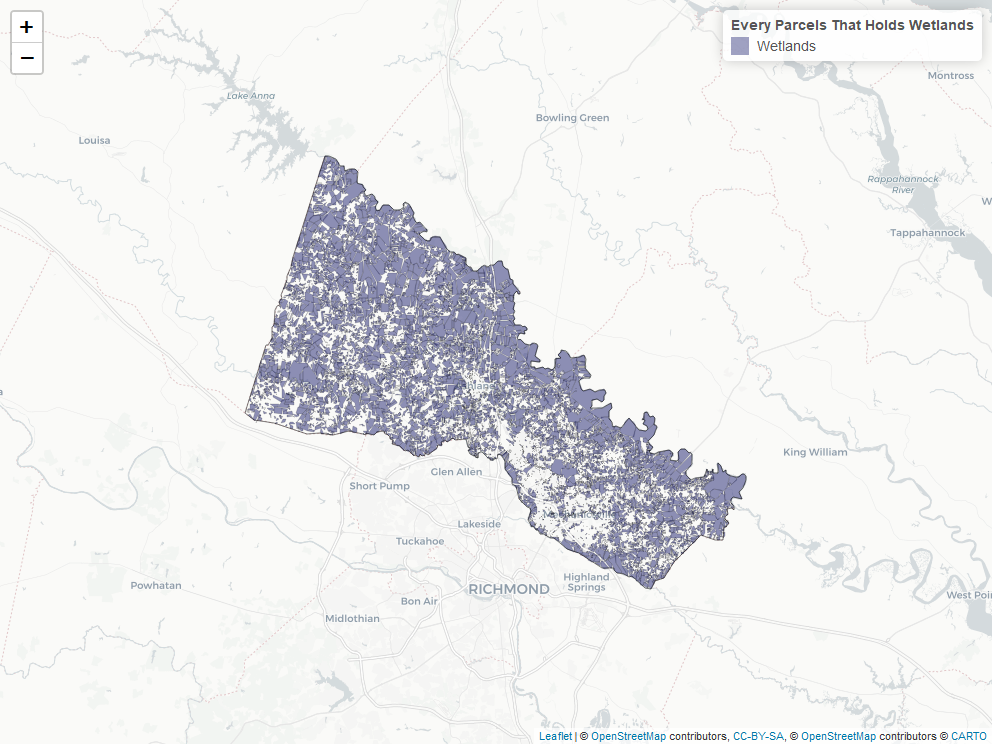 +
−
Every Parcels That Holds Wetlands
Wetlands
Montross
Lake Anna
Bowling Green
Louisa
Rappahannock
River
Tappahannock
King William
Glen Allen
Short Pump
Lakeside
Tuckahoe
Highland
Springs
Powhatan
RICHMOND
West Poi
Bon Air
Midlothian
Leaflet | © OpenStreetMap contributors, CC-BY-SA, © OpenStreetMap contributors © CARTO